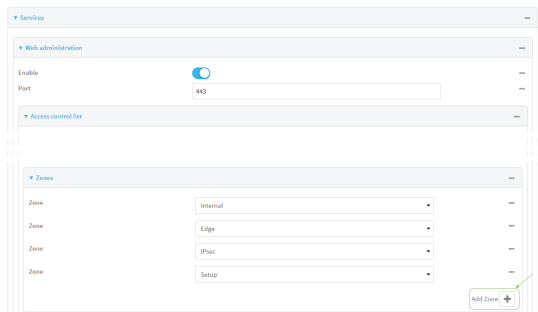 Services
Web administration
Enable
Port 443
Access control list
Zones
Zone Internal
Zone Edge
Zone IPsec
Zone Setup
Add Zone